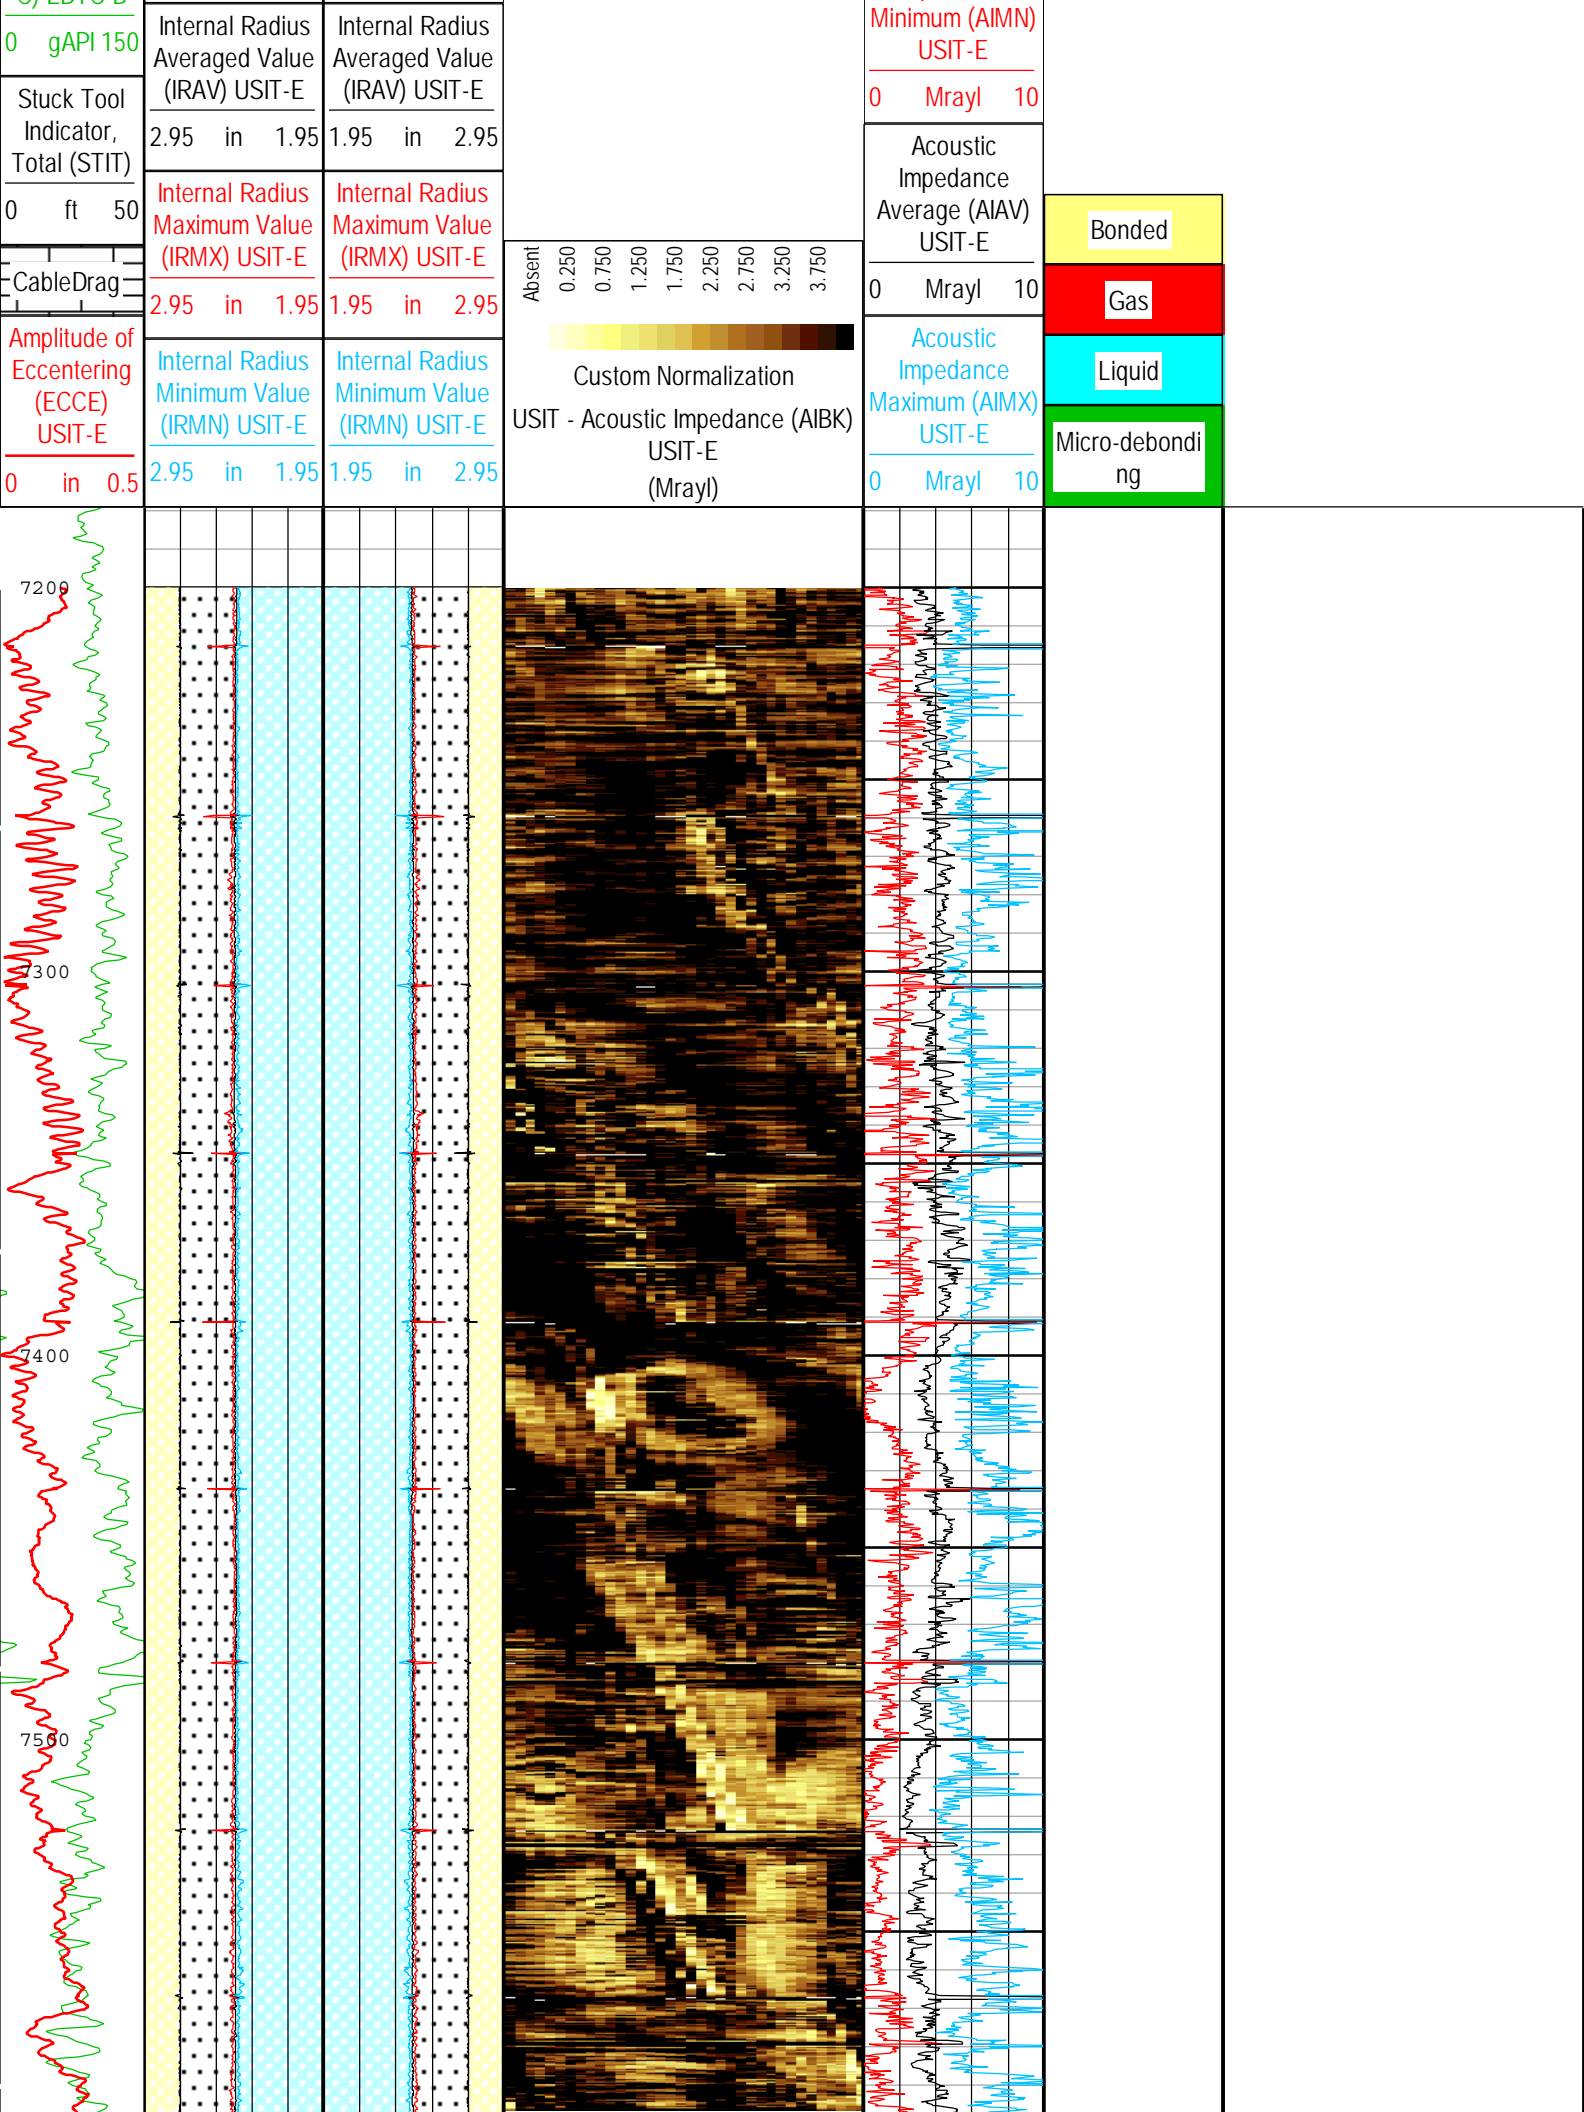 0 gAPI 150
Stuck Tool
Indicator,
Total (STIT)
0 ft 50
CableDrag
Amplitude of
Eccentering
(ECCE)
USIT-E
0 in 0.5
Internal Radius
Averaged Value
(IRAV) USIT-E
2.95 in 1.95
Internal Radius
Maximum Value
(IRMX) USIT-E
2.95 in 1.95
Internal Radius
Minimum Value
(IRMN) USIT-E
2.95 in 1.95
Internal Radius
Averaged Value
(IRAV) USIT-E
1.95 in 2.95
Internal Radius
Maximum Value
(IRMX) USIT-E
1.95 in 2.95
Internal Radius
Minimum Value
(IRMN) USIT-E
1.95 in 2.95
Absent
0.250
0.750
1.250
1.750
2.250
2.750
3.250
3.750
Custom Normalization
USIT - Acoustic Impedance (AIBK)
USIT-E
(Mrayl)
Minimum (AIMN)
USIT-E
0 Mrayl 10
Acoustic
Impedance
Average (AIAV)
USIT-E
0 Mrayl 10
Acoustic
Impedance
Maximum (AIMX)
USIT-E
0 Mrayl 10
Bonded
Gas
Liquid
Micro-debondi
ng
7200
7300
7400
7500